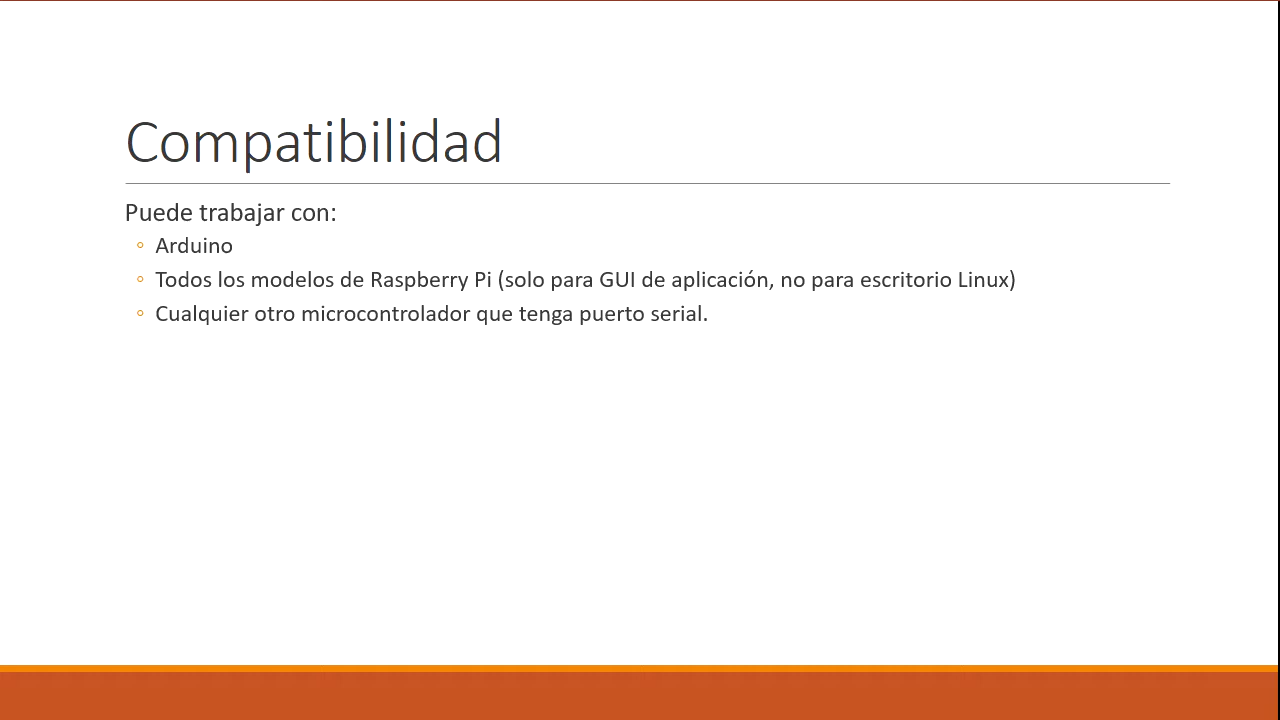 Compatibilidad
Puede trabajar con:
◦ Arduino
◦ Todos los modelos de Raspberry Pi (solo para GUI de aplicación, no para escritorio Linux)
◦ Cualquier otro microcontrolador que tenga puerto serial.